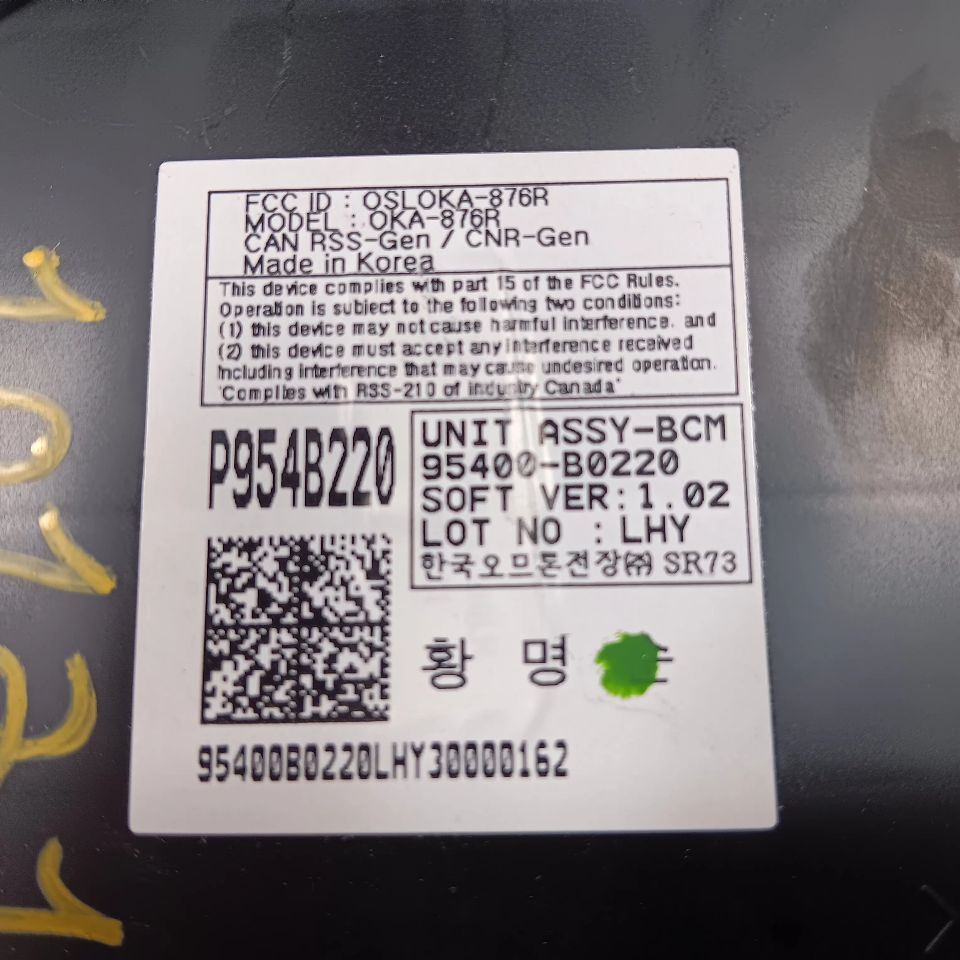 FCC ID : OSLOKA-876R
MODEL : OKA-876R
CAN RSS-Gen / CNR-Gen
Made in Korea
This device complies with part 15 of the FCC Rules.
Operation is subject to the following two conditions:
(1) this device may not cause harmful interference, and
(2) this device must accept any interference received
including interference that may cause undesired operation.
'Complies with RSS-210 of Industry Canada'
P954B220
UNIT ASSY-BCM
95400-B0220
SOFT VER:1.02
LOT NO : LHY
한국오므론전장㈜ SR73
황 명
95400B0220LHY30000162